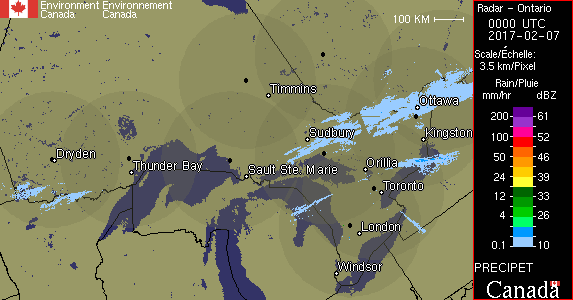 Environment Environnement
Canada Canada
100 KM
Timmins
Ottawa
Sudbury
Kingston
Dryden
Thunder Bay
Sault Ste. Marie
Orillia
Toronto
London
Windsor
Radar - Ontario
0000 UTC
2017-02-07
Scale/Échelle:
3.5 km/Pixel
Rain/Pluie
mm/hr dBZ
200 61
100 52
50 46
24 39
12 33
4 26
0.1 10
PRECIPET
Canada